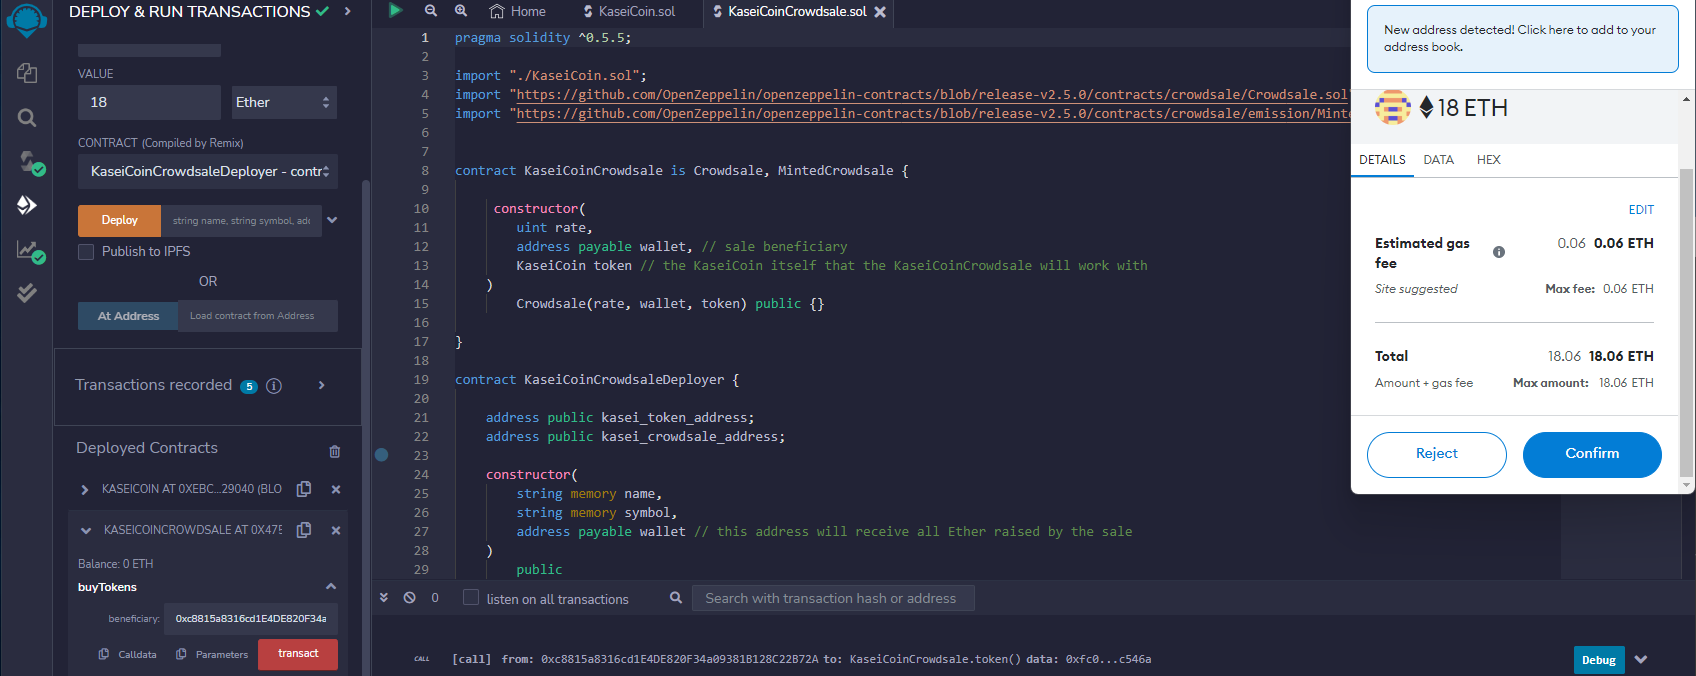 DEPLOY & RUN TRANSACTIONS
VALUE
18
Ether
CONTRACT (Compiled by Remix)
KaseiCoinCrowdsaleDeployer - contr
Deploy
string name, string symbol, add
Publish to IPFS
OR
At Address
Load contract from Address
Transactions recorded 5 i
Deployed Contracts
KASEICOIN AT 0XEBC...29040 (BLO
KASEICOINCROWDSALE AT 0X475
Balance: 0 ETH
buyTokens
beneficiary:
0xc8815a8316cd1E4DE820F34a
Calldata
Parameters
transact
Home
KaseiCoin.sol
KaseiCoinCrowdsale.sol
1 pragma solidity ^0.5.5;
2
3 import "./KaseiCoin.sol";
4 import "https://github.com/OpenZeppelin/openzeppelin-contracts/blob/release-v2.5.0/contracts/crowdsale/Crowdsale.sol"
5 import "https://github.com/OpenZeppelin/openzeppelin-contracts/blob/release-v2.5.0/contracts/crowdsale/emission/Minte
6
7
8 contract KaseiCoinCrowdsale is Crowdsale, MintedCrowdsale {
9
10 constructor(
11 uint rate,
12 address payable wallet, // sale beneficiary
13 KaseiCoin token // the KaseiCoin itself that the KaseiCoinCrowdsale will work with
14 )
15 Crowdsale(rate, wallet, token) public {}
16
17 }
18
19 contract KaseiCoinCrowdsaleDeployer {
20
21 address public kasei_token_address;
22 address public kasei_crowdsale_address;
23
24 constructor(
25 string memory name,
26 string memory symbol,
27 address payable wallet // this address will receive all Ether raised by the sale
28 )
29 public
0
listen on all transactions
Search with transaction hash or address
CALL [call] from: 0xc8815a8316cd1E4DE820F34a09381B128C22B72A to: KaseiCoinCrowdsale.token() data: 0xfc0...c546a
Debug
New address detected! Click here to add to your
address book.
18 ETH
DETAILS DATA HEX
EDIT
Estimated gas
fee
i
0.06 0.06 ETH
Site suggested
Max fee: 0.06 ETH
Total
18.06 18.06 ETH
Amount + gas fee
Max amount: 18.06 ETH
Reject
Confirm